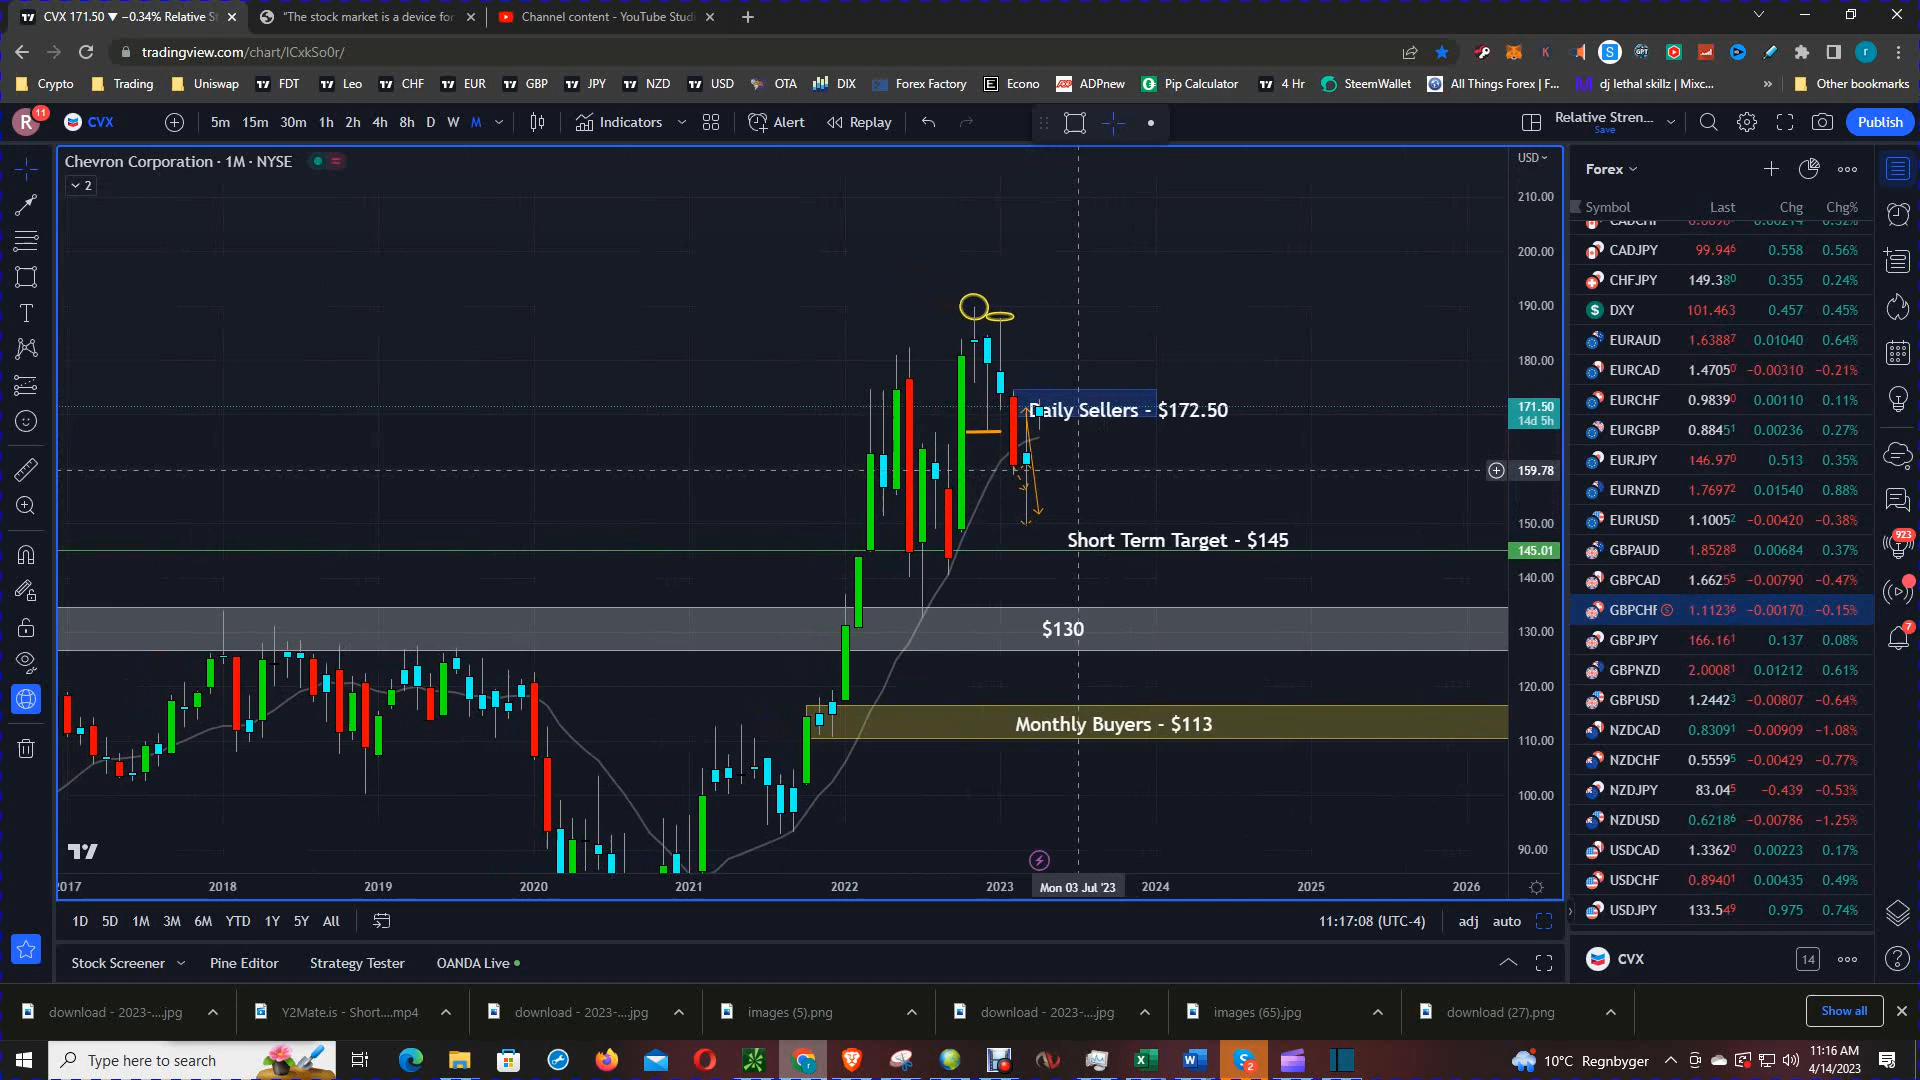 CVX 171.50 ▼ −0.34% Relative St
"The stock market is a device for
Channel content - YouTube Studi
tradingview.com/chart/lCxkSo0r/
Crypto Trading Uniswap FDT Leo CHF EUR GBP JPY NZD USD OTA DIX Forex Factory Econo ADPnew Pip Calculator 4 Hr SteemWallet All Things Forex | F... dj lethal skillz | Mixc... » Other bookmarks
R 11 CVX 5m 15m 30m 1h 2h 4h 8h D W M Indicators Alert Replay Relative Stren... Save Publish
Chevron Corporation · 1M · NYSE
2
USD
210.00
200.00
190.00
180.00
171.50
14d 5h
159.78
150.00
145.01
140.00
130.00
120.00
110.00
100.00
90.00
Daily Sellers - $172.50
Short Term Target - $145
$130
Monthly Buyers - $113
2017 2018 2019 2020 2021 2022 2023 Mon 03 Jul '23 2024 2025 2026
1D 5D 1M 3M 6M YTD 1Y 5Y All 11:17:08 (UTC-4) adj auto
Stock Screener Pine Editor Strategy Tester OANDA Live
Forex
Symbol Last Chg Chg%
CADJPY 99.946 0.558 0.56%
CHFJPY 149.380 0.355 0.24%
DXY 101.463 0.457 0.45%
EURAUD 1.63887 0.01040 0.64%
EURCAD 1.47050 −0.00310 −0.21%
EURCHF 0.98390 0.00110 0.11%
EURGBP 0.88451 0.00236 0.27%
EURJPY 146.970 0.513 0.35%
EURNZD 1.76972 0.01540 0.88%
EURUSD 1.10052 −0.00420 −0.38%
GBPAUD 1.85288 0.00684 0.37%
GBPCAD 1.66255 −0.00790 −0.47%
GBPCHF 1.11236 −0.00170 −0.15%
GBPJPY 166.161 0.137 0.08%
GBPNZD 2.00081 0.01212 0.61%
GBPUSD 1.24423 −0.00807 −0.64%
NZDCAD 0.83091 −0.00909 −1.08%
NZDCHF 0.55595 −0.00429 −0.77%
NZDJPY 83.045 −0.439 −0.53%
NZDUSD 0.62186 −0.00786 −1.25%
USDCAD 1.33620 0.00223 0.17%
USDCHF 0.89401 0.00435 0.49%
USDJPY 133.549 0.975 0.74%
CVX 14
923
7
download - 2023-....jpg
Y2Mate.is - Short....mp4
download - 2023-....jpg
images (5).png
download - 2023-....jpg
images (65).jpg
download (27).png
Show all
Type here to search
10°C Regnbyger
11:16 AM
4/14/2023